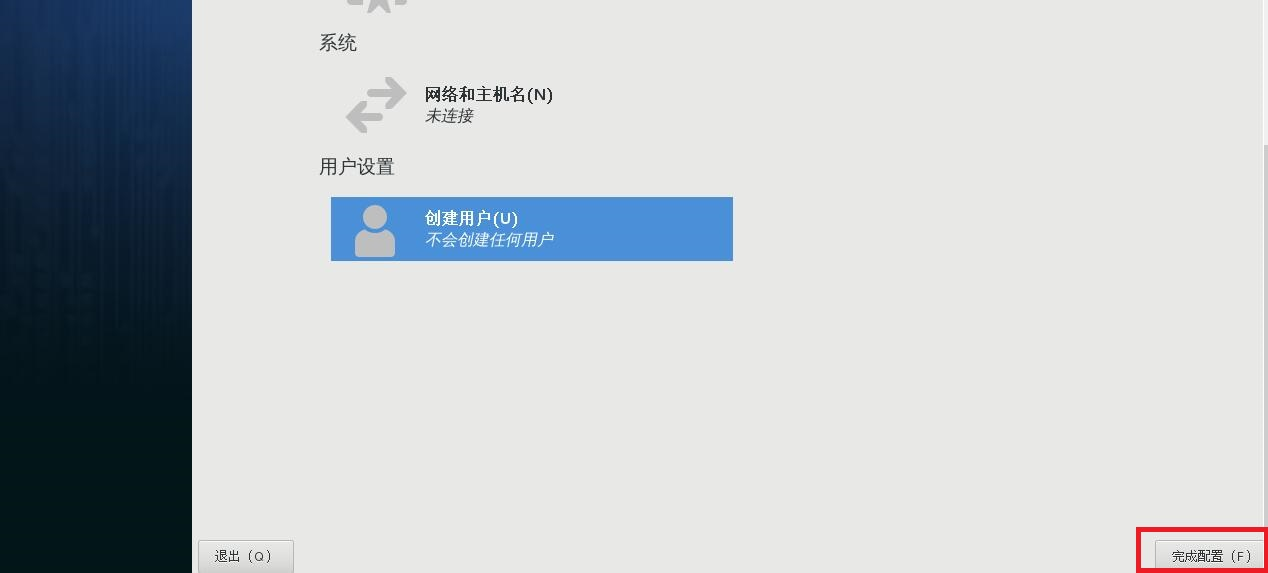 系统
网络和主机名(N)
未连接
用户设置
创建用户(U)
不会创建任何用户
退出（Q）
完成配置（F）